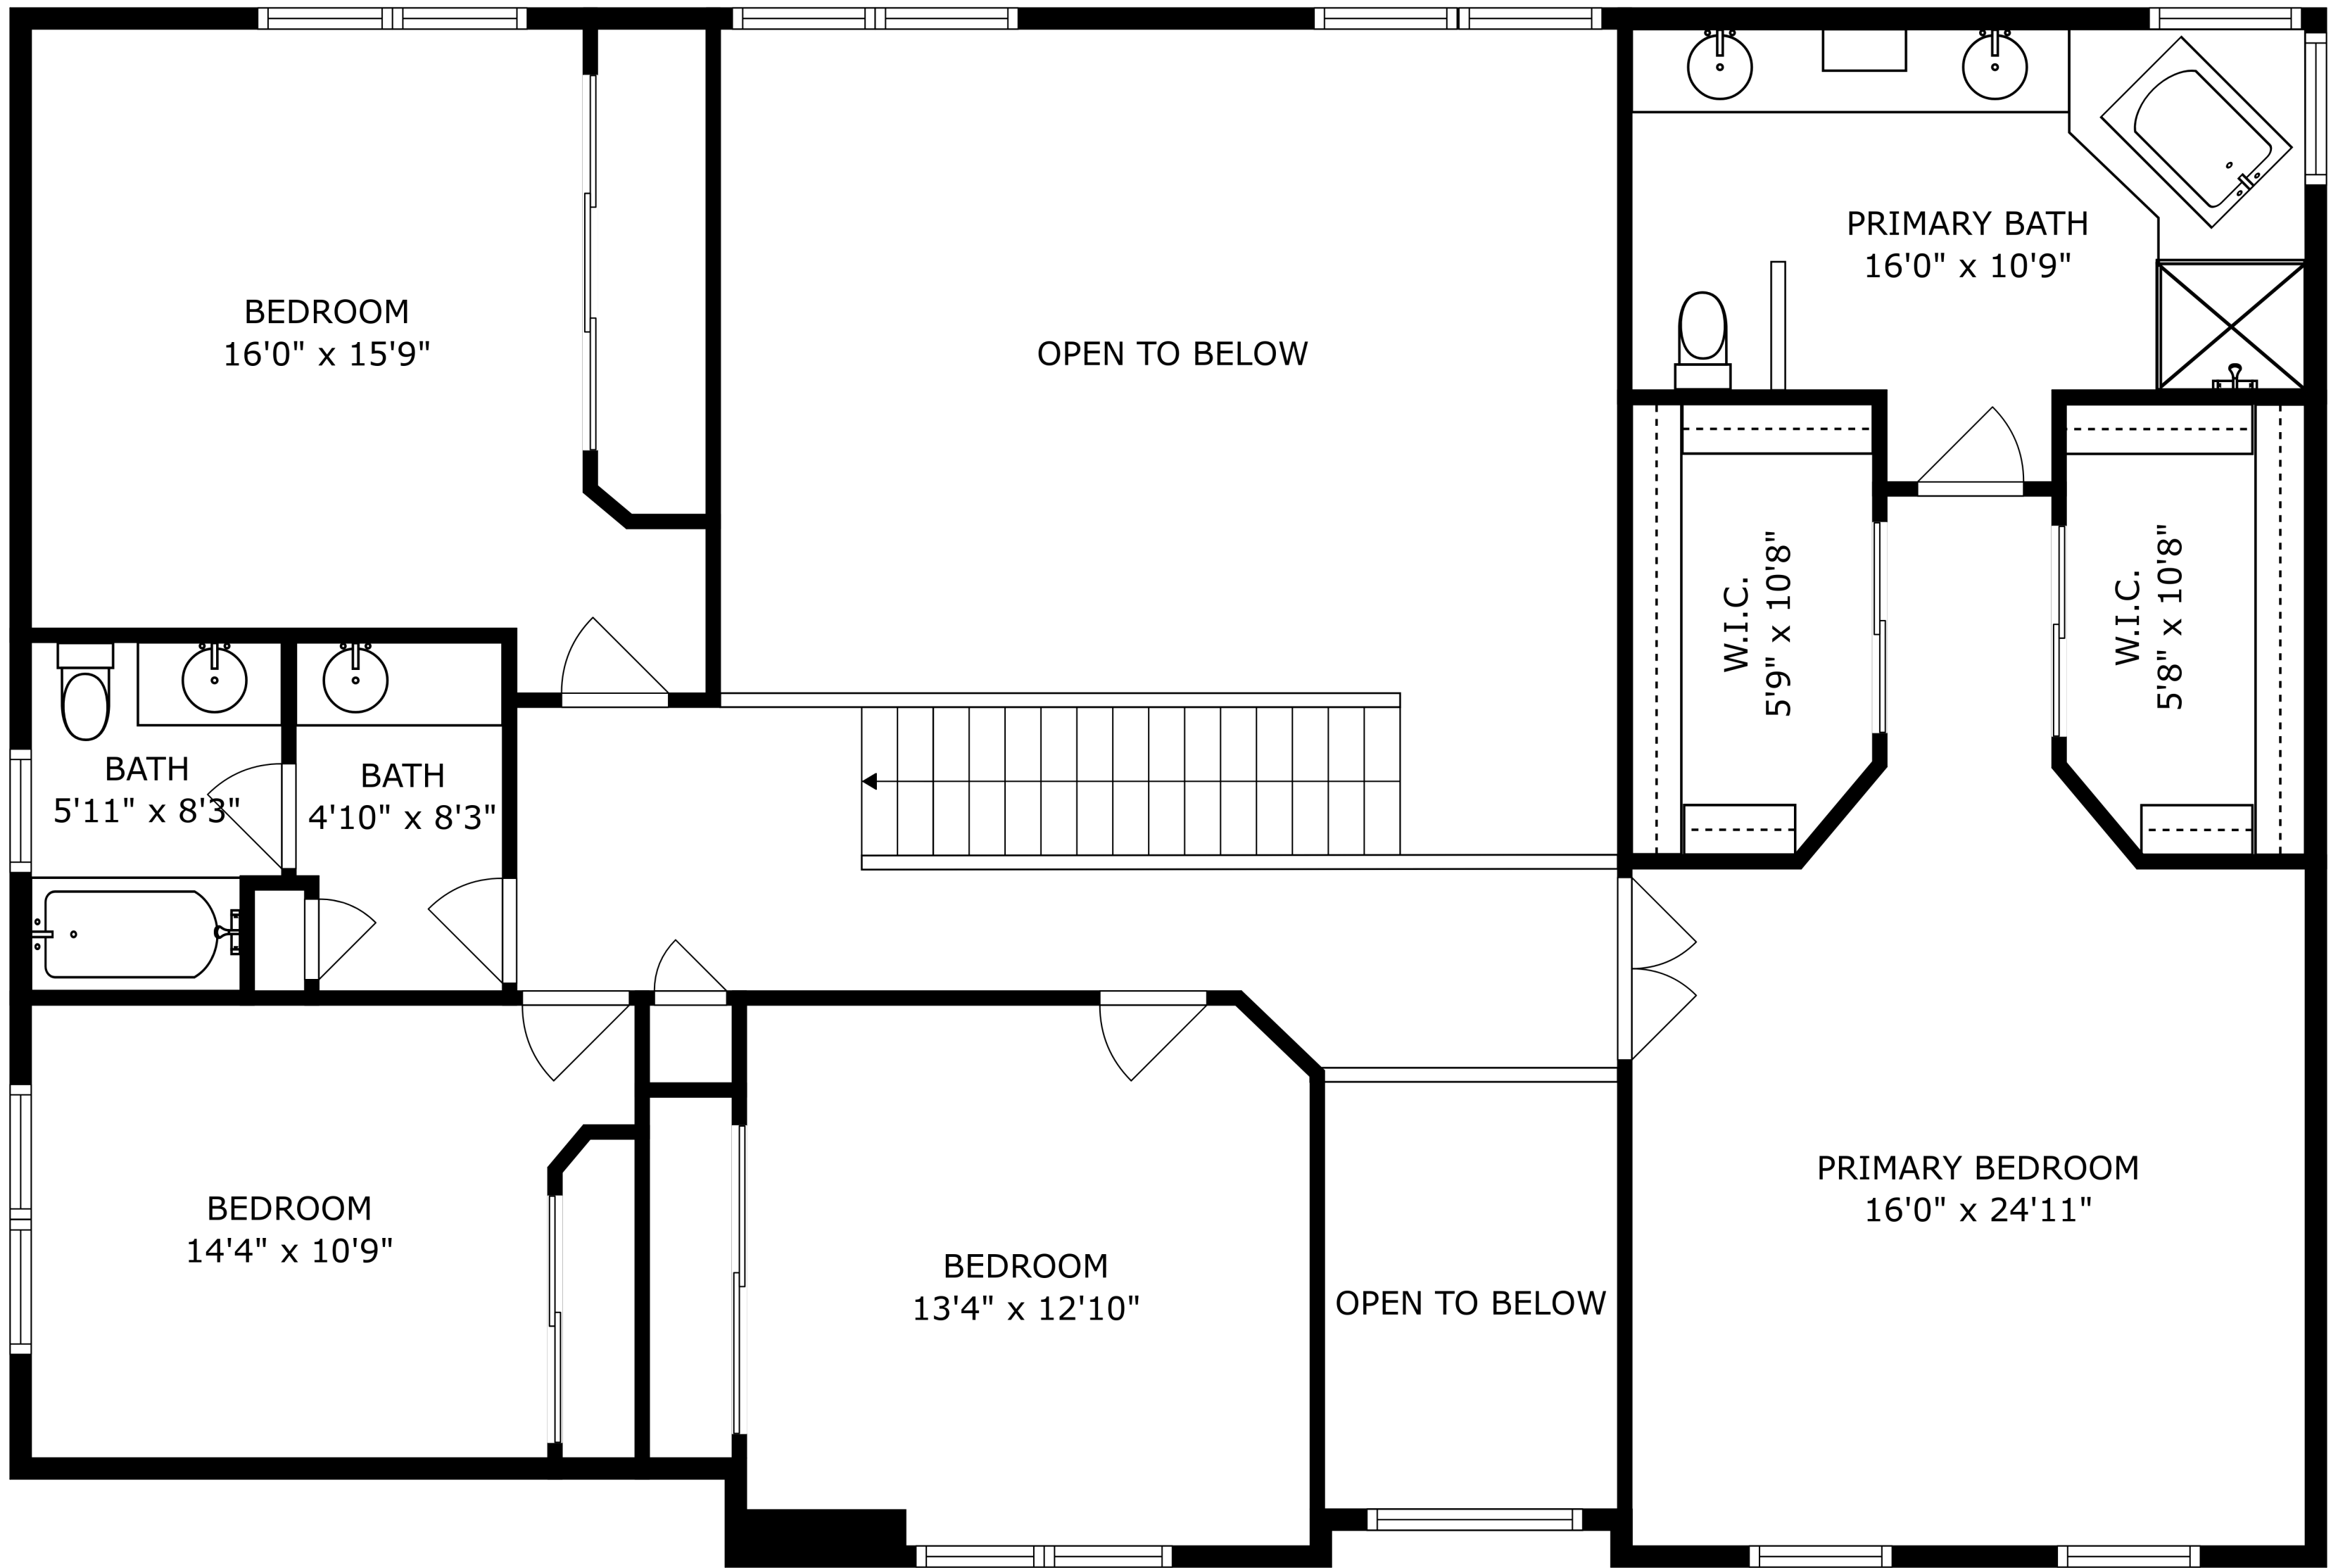 PRIMARY BATH
16'0" x 10'9"
BEDROOM
16'0" x 15'9"
OPEN TO BELOW
W.I.C.
5'9" x 10'8"
W.I.C.
5'8" x 10'8"
BATH
5'11" x 8'3"
BATH
4'10" x 8'3"
PRIMARY BEDROOM
16'0" x 24'11"
BEDROOM
14'4" x 10'9"
BEDROOM
13'4" x 12'10"
OPEN TO BELOW